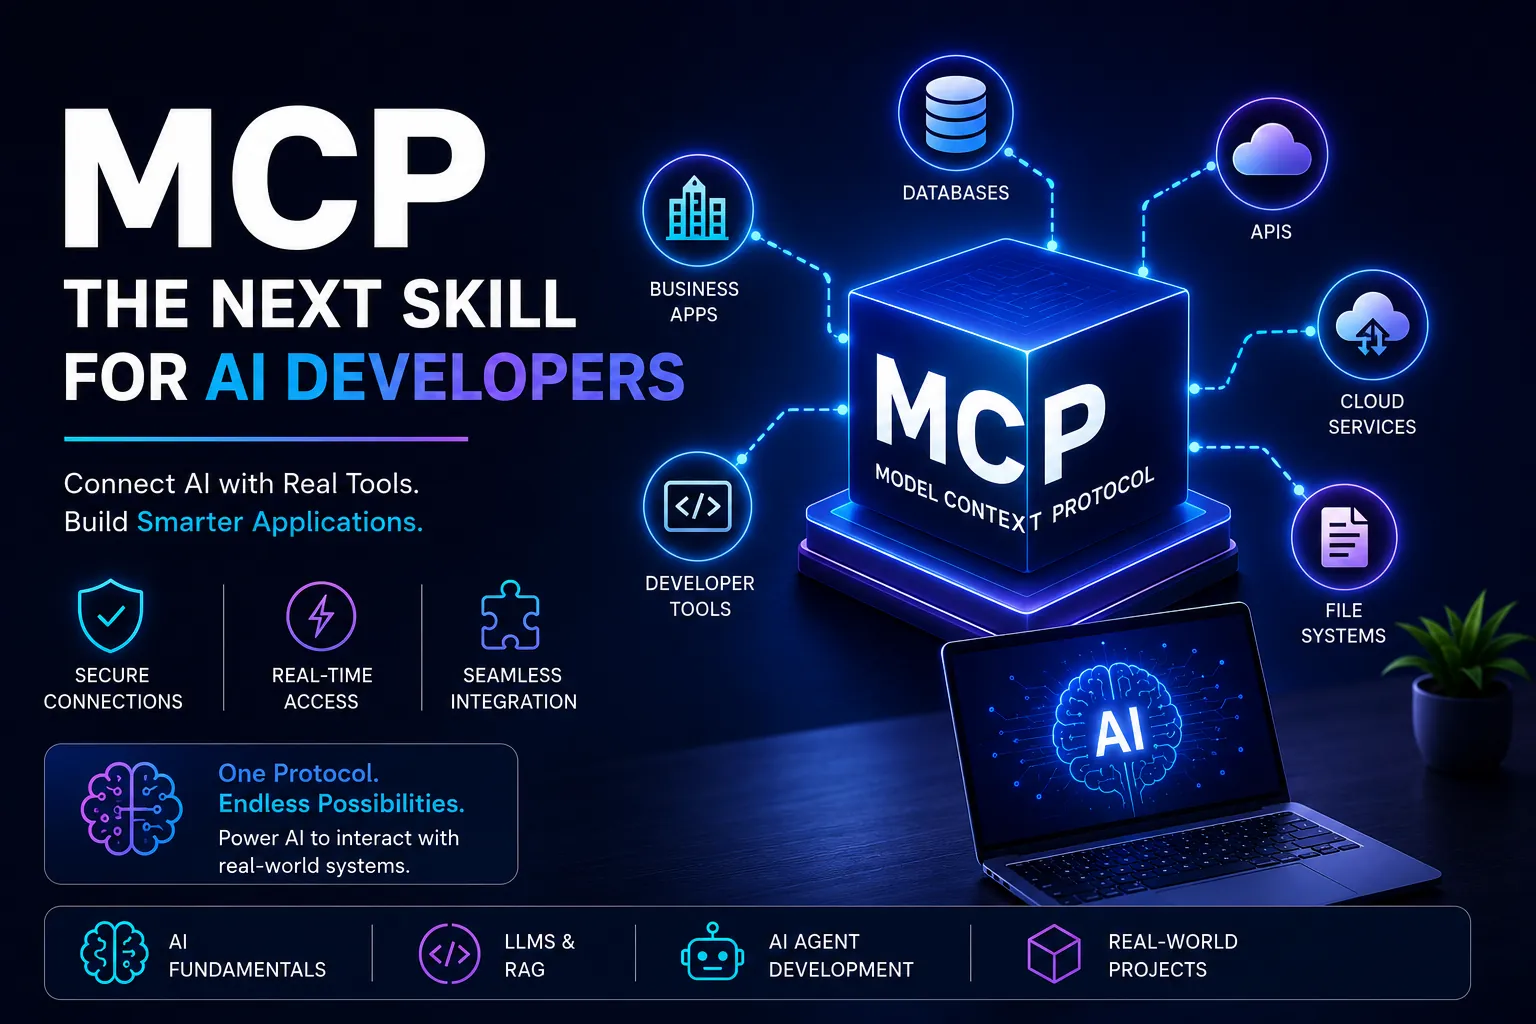 MCP
THE NEXT SKILL
FOR AI DEVELOPERS
Connect AI with Real Tools.
Build Smarter Applications.
SECURE
CONNECTIONS
REAL-TIME
ACCESS
SEAMLESS
INTEGRATION
One Protocol.
Endless Possibilities.
Power AI to interact with
real-world systems.
BUSINESS
APPS
DATABASES
APIS
CLOUD
SERVICES
DEVELOPER
TOOLS
FILE
SYSTEMS
MCP
MODEL CONTEXT PROTOCOL
AI
AI
FUNDAMENTALS
LLMS &
RAG
AI AGENT
DEVELOPMENT
REAL-WORLD
PROJECTS